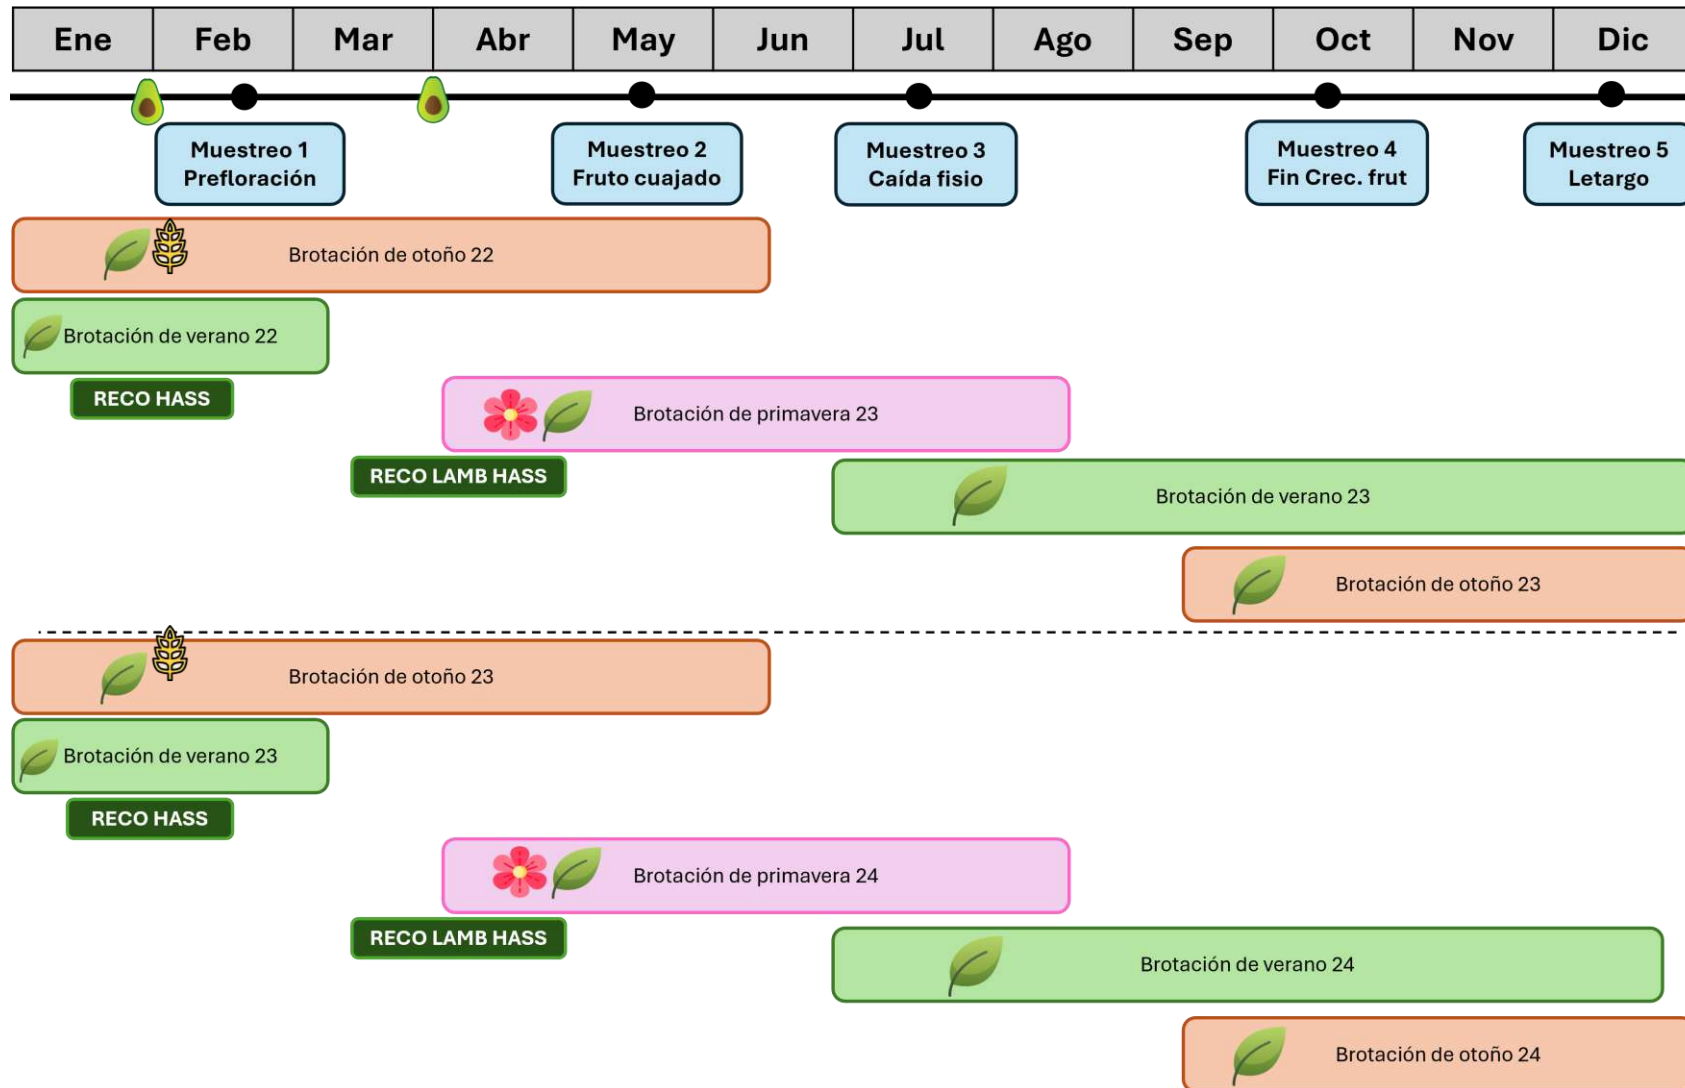 Ene Feb Mar Abr May Jun Jul Ago Sep Oct Nov Dic
Muestreo 1
Prefloración
Muestreo 2
Fruto cuajado
Muestreo 3
Caída fisio
Muestreo 4
Fin Crec. frut
Muestreo 5
Letargo
Brotación de otoño 22
Brotación de verano 22
RECO HASS
Brotación de primavera 23
RECO LAMB HASS
Brotación de verano 23
Brotación de otoño 23
Brotación de otoño 23
Brotación de verano 23
RECO HASS
Brotación de primavera 24
RECO LAMB HASS
Brotación de verano 24
Brotación de otoño 24